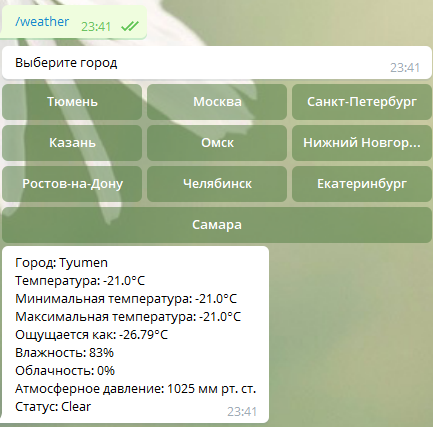 /weather 23:41
Выберите город
23:41
Тюмень Москва Санкт-Петербург
Казань Омск Нижний Новгор...
Ростов-на-Дону Челябинск Екатеринбург
Самара
Город: Tyumen
Температура: -21.0°C
Минимальная температура: -21.0°C
Максимальная температура: -21.0°C
Ощущается как: -26.79°C
Влажность: 83%
Облачность: 0%
Атмосферное давление: 1025 мм рт. ст.
Статус: Clear
23:41